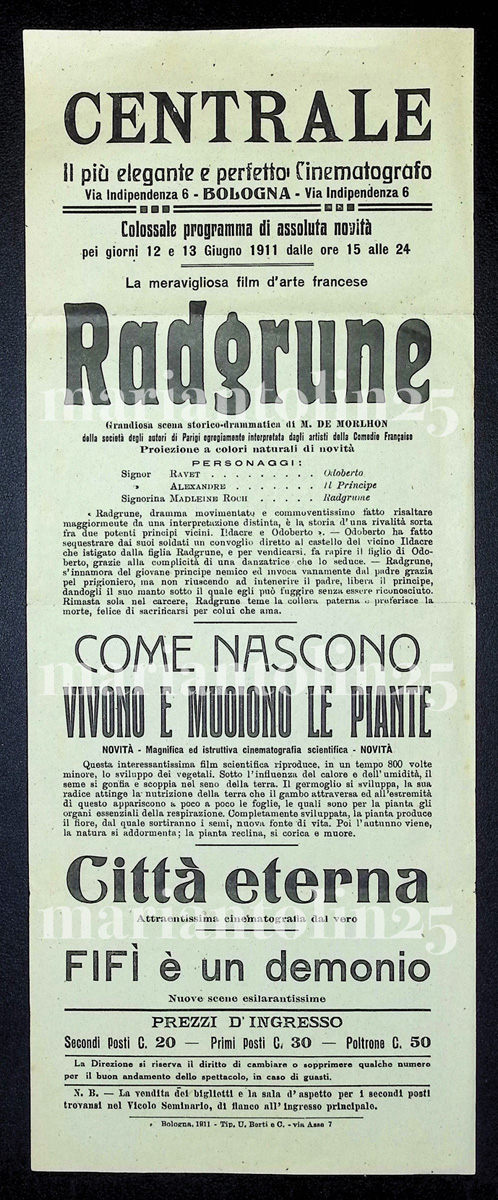 CENTRALE
Il più elegante e perfetto Cinematografo
Via Indipendenza 6 - BOLOGNA - Via Indipendenza 6
Colossale programma di assoluta novità
pei giorni 12 e 13 Giugno 1911 dalle ore 15 alle 24
La meravigliosa film d'arte francese
Radgrune
mariantolin25
Grandiosa scena storico-drammatica di M. DE MORLHON
della società degli autori di Parigi egregiamente interpretata dagli artisti della Comedie Française
Proiezione a colori naturali di novità
PERSONAGGI:
Signor RAVET . . . . . . . . . . Odoberto
» ALEXANDRE . . . . . . . Il Principe
Signorina MADLEINE ROCH . . . . . Radgrune
« Radgrune, dramma movimentato e commoventissimo fatto risaltare
maggiormente da una interpretazione distinta, è la storia d'una rivalità sorta
fra due potenti principi vicini. Ildacre e Odoberto ». — Odoberto ha fatto
sequestrare dai suoi soldati un convoglio diretto al castello del vicino Ildacre
che istigato dalla figlia Radgrune, e per vendicarsi. fa rapire il figlio di Odo-
berto, grazie alla complicità di una danzatrice che lo seduce. — Radgrune,
s'innamora del giovane principe nemico ed invoca vanamente dal padre grazia
pel prigioniero, ma non riuscendo ad intenerire il padre, libera il principe,
dandogli il suo manto sotto il quale egli può fuggire senza essere riconosciuto.
Rimasta sola nel carcere, Radgrune teme la collera paterna e preferisce la
morte, felice di sacrificarsi per colui che ama.
COME NASCONO
mariantolin25
VIVONO E MUOIONO LE PIANTE
NOVITÀ - Magnifica ed istruttiva cinematografia scientifica - NOVITÀ
Questa interessantissima film scientifica riproduce, in un tempo 800 volte
minore, lo sviluppo dei vegetali. Sotto l'influenza del calore e dell'umidità, il
seme si gonfia e scoppia nel seno della terra. Il germoglio si sviluppa, la sua
radice attinge la nutrizione della terra che il gambo attraversa ed all'estremità
di questo appariscono a poco a poco le foglie, le quali sono per la pianta gli
organi essenziali della respirazione. Completamente sviluppata, la pianta produce
il fiore, dal quale sortiranno i semi, nuova fonte di vita. Poi l'autunno viene,
la natura si addormenta; la pianta reclina, si corica e muore.
Città eterna
mariantolin25
Attraentissima cinematografia dal vero
FIFÌ è un demonio
Nuove scene esilarantissime
PREZZI D'INGRESSO
Secondi Posti C. 20 — Primi Posti C. 30 — Poltrone C. 50
La Direzione si riserva il diritto di cambiare o sopprimere qualche numero
per il buon andamento dello spettacolo, in caso di guasti.
N. B. — La vendita dei biglietti e la sala d'aspetto per i secondi posti
trovansi nel Vicolo Seminario, di fianco all'ingresso principale.
Bologna, 1911 - Tip. U. Berti e C. - via Asse 7